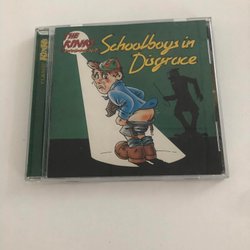 THE
KINKS
Schoolboys in
Disgrace